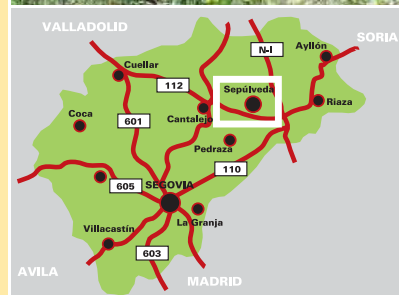 VALLADOLID
SORIA
N-I
Ayllón
Cuellar
112
Sepúlveda
Coca
601
Cantalejo
Riaza
Pedraza
110
605
SEGOVIA
Villacastín
La Granja
603
AVILA
MADRID